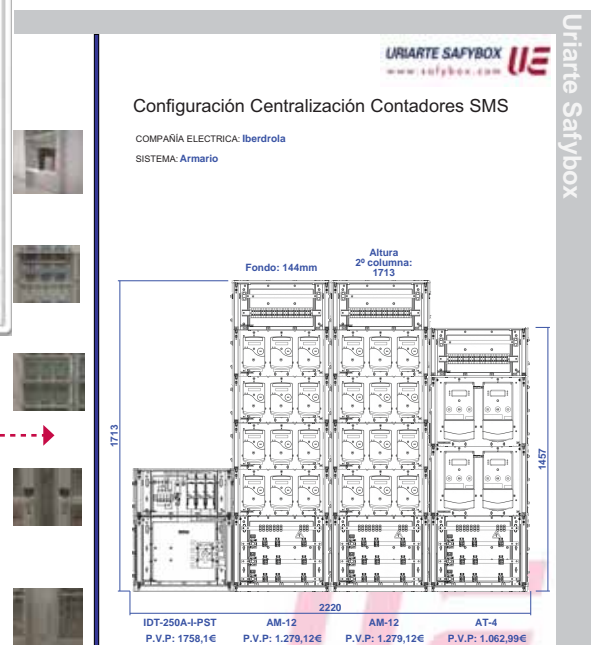 URIARTE SAFYBOX
www.safybox.com
Uriarte Safybox
Configuración Centralización Contadores SMS
COMPAÑÍA ELECTRICA: Iberdrola
SISTEMA: Armario
Fondo: 144mm
Altura
2º columna:
1713
1713
1457
2220
IDT-250A-I-PST AM-12 AM-12 AT-4
P.V.P: 1758,1€ P.V.P: 1.279,12€ P.V.P: 1.279,12€ P.V.P: 1.062,99€